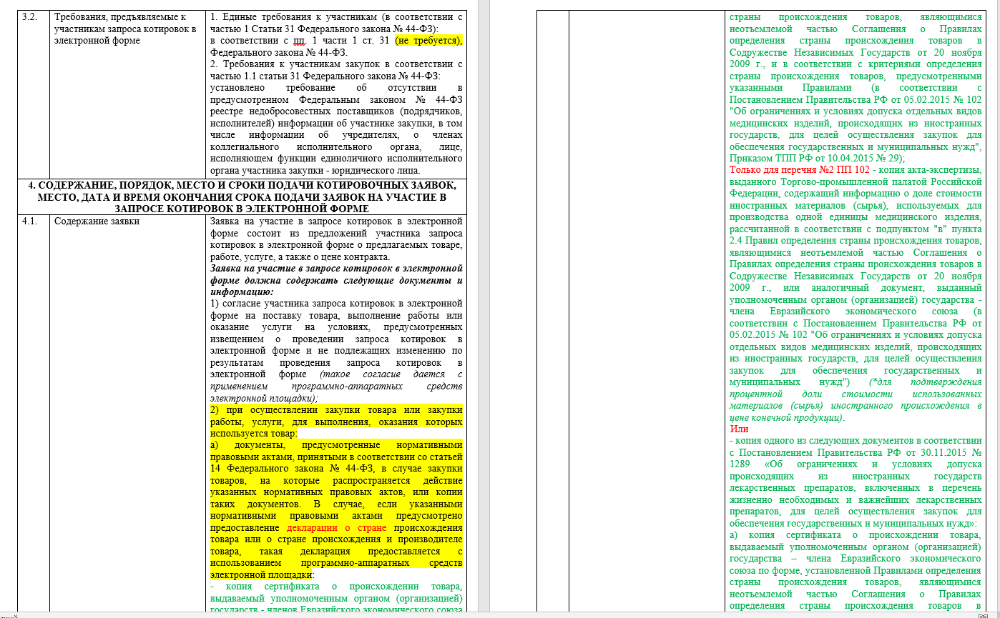 3.2.
Требования, предъявляемые к
участникам запроса котировок в
электронной форме
1. Единые требования к участникам (в соответствии с
частью 1 Статьи 31 Федерального закона № 44-ФЗ):
в соответствии с пп. 1 части 1 ст. 31 (не требуется),
Федерального закона № 44-ФЗ.
2. Требования к участникам закупок в соответствии с
частью 1.1 статьи 31 Федерального закона № 44-ФЗ:
установлено требование об отсутствии в
предусмотренном Федеральным законом № 44-ФЗ
реестре недобросовестных поставщиков (подрядчиков,
исполнителей) информации об участнике закупки, в том
числе информации об учредителях, о членах
коллегиального исполнительного органа, лице,
исполняющем функции единоличного исполнительного
органа участника закупки - юридического лица.
4. СОДЕРЖАНИЕ, ПОРЯДОК, МЕСТО И СРОКИ ПОДАЧИ КОТИРОВОЧНЫХ ЗАЯВОК,
МЕСТО, ДАТА И ВРЕМЯ ОКОНЧАНИЯ СРОКА ПОДАЧИ ЗАЯВОК НА УЧАСТИЕ В
ЗАПРОСЕ КОТИРОВОК В ЭЛЕКТРОННОЙ ФОРМЕ
4.1.
Содержание заявки
Заявка на участие в запросе котировок в электронной
форме состоит из предложений участника запроса
котировок в электронной форме о предлагаемых товаре,
работе, услуге, а также о цене контракта.
Заявка на участие в запросе котировок в электронной
форме должна содержать следующие документы и
информацию:
1) согласие участника запроса котировок в электронной
форме на поставку товара, выполнение работы или
оказание услуги на условиях, предусмотренных
извещением о проведении запроса котировок в
электронной форме и не подлежащих изменению по
результатам проведения запроса котировок в
электронной форме (такое согласие дается с
применением программно-аппаратных средств
электронной площадки);
2) при осуществлении закупки товара или закупки
работы, услуги, для выполнения, оказания которых
используется товар:
а) документы, предусмотренные нормативными
правовыми актами, принятыми в соответствии со статьей
14 Федерального закона № 44-ФЗ, в случае закупки
товаров, на которые распространяется действие
указанных нормативных правовых актов, или копии
таких документов. В случае, если указанными
нормативными правовыми актами предусмотрено
предоставление декларации о стране происхождения
товара или о стране происхождения и производителе
товара, такая декларация предоставляется с
использованием программно-аппаратных средств
электронной площадки:
- копия сертификата о происхождении товара,
выдаваемый уполномоченным органом (организацией)
государств - членов Евразийского экономического союза
страны происхождения товаров, являющимися
неотъемлемой частью Соглашения о Правилах
определения страны происхождения товаров в
Содружестве Независимых Государств от 20 ноября
2009 г., и в соответствии с критериями определения
страны происхождения товаров, предусмотренными
указанными Правилами (в соответствии с
Постановлением Правительства РФ от 05.02.2015 № 102
"Об ограничениях и условиях допуска отдельных видов
медицинских изделий, происходящих из иностранных
государств, для целей осуществления закупок для
обеспечения государственных и муниципальных нужд",
Приказом ТПП РФ от 10.04.2015 № 29);
Только для перечня №2 ПП 102 - копия акта-экспертизы,
выданного Торгово-промышленной палатой Российской
Федерации, содержащий информацию о доле стоимости
иностранных материалов (сырья), используемых для
производства одной единицы медицинского изделия,
рассчитанной в соответствии с подпунктом "в" пункта
2.4 Правил определения страны происхождения товаров,
являющимися неотъемлемой частью Соглашения о
Правилах определения страны происхождения товаров в
Содружестве Независимых Государств от 20 ноября
2009 г., или аналогичный документ, выданный
уполномоченным органом (организацией) государства -
члена Евразийского экономического союза (в
соответствии с Постановлением Правительства РФ от
05.02.2015 № 102 "Об ограничениях и условиях допуска
отдельных видов медицинских изделий, происходящих
из иностранных государств, для целей осуществления
закупок для обеспечения государственных и
муниципальных нужд") (*для подтверждения
процентной доли стоимости использованных
материалов (сырья) иностранного происхождения в
цене конечной продукции).
Или
- копия одного из следующих документов в соответствии
с Постановлением Правительства РФ от 30.11.2015 №
1289 «Об ограничениях и условиях допуска
происходящих из иностранных государств
лекарственных препаратов, включенных в перечень
жизненно необходимых и важнейших лекарственных
препаратов, для целей осуществления закупок для
обеспечения государственных и муниципальных нужд»:
а) копия сертификата о происхождении товара,
выдаваемый уполномоченным органом (организацией)
государства – члена Евразийского экономического
союза по форме, установленной Правилами определения
страны происхождения товаров, являющимися
неотъемлемой частью Соглашения о Правилах
определения страны происхождения товаров в